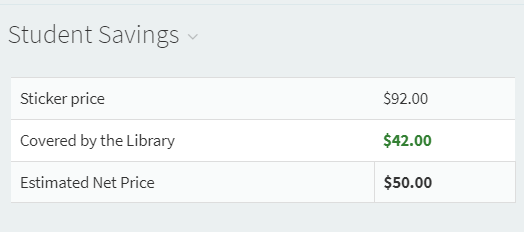 Student Savings
Sticker price $92.00
Covered by the Library $42.00
Estimated Net Price $50.00